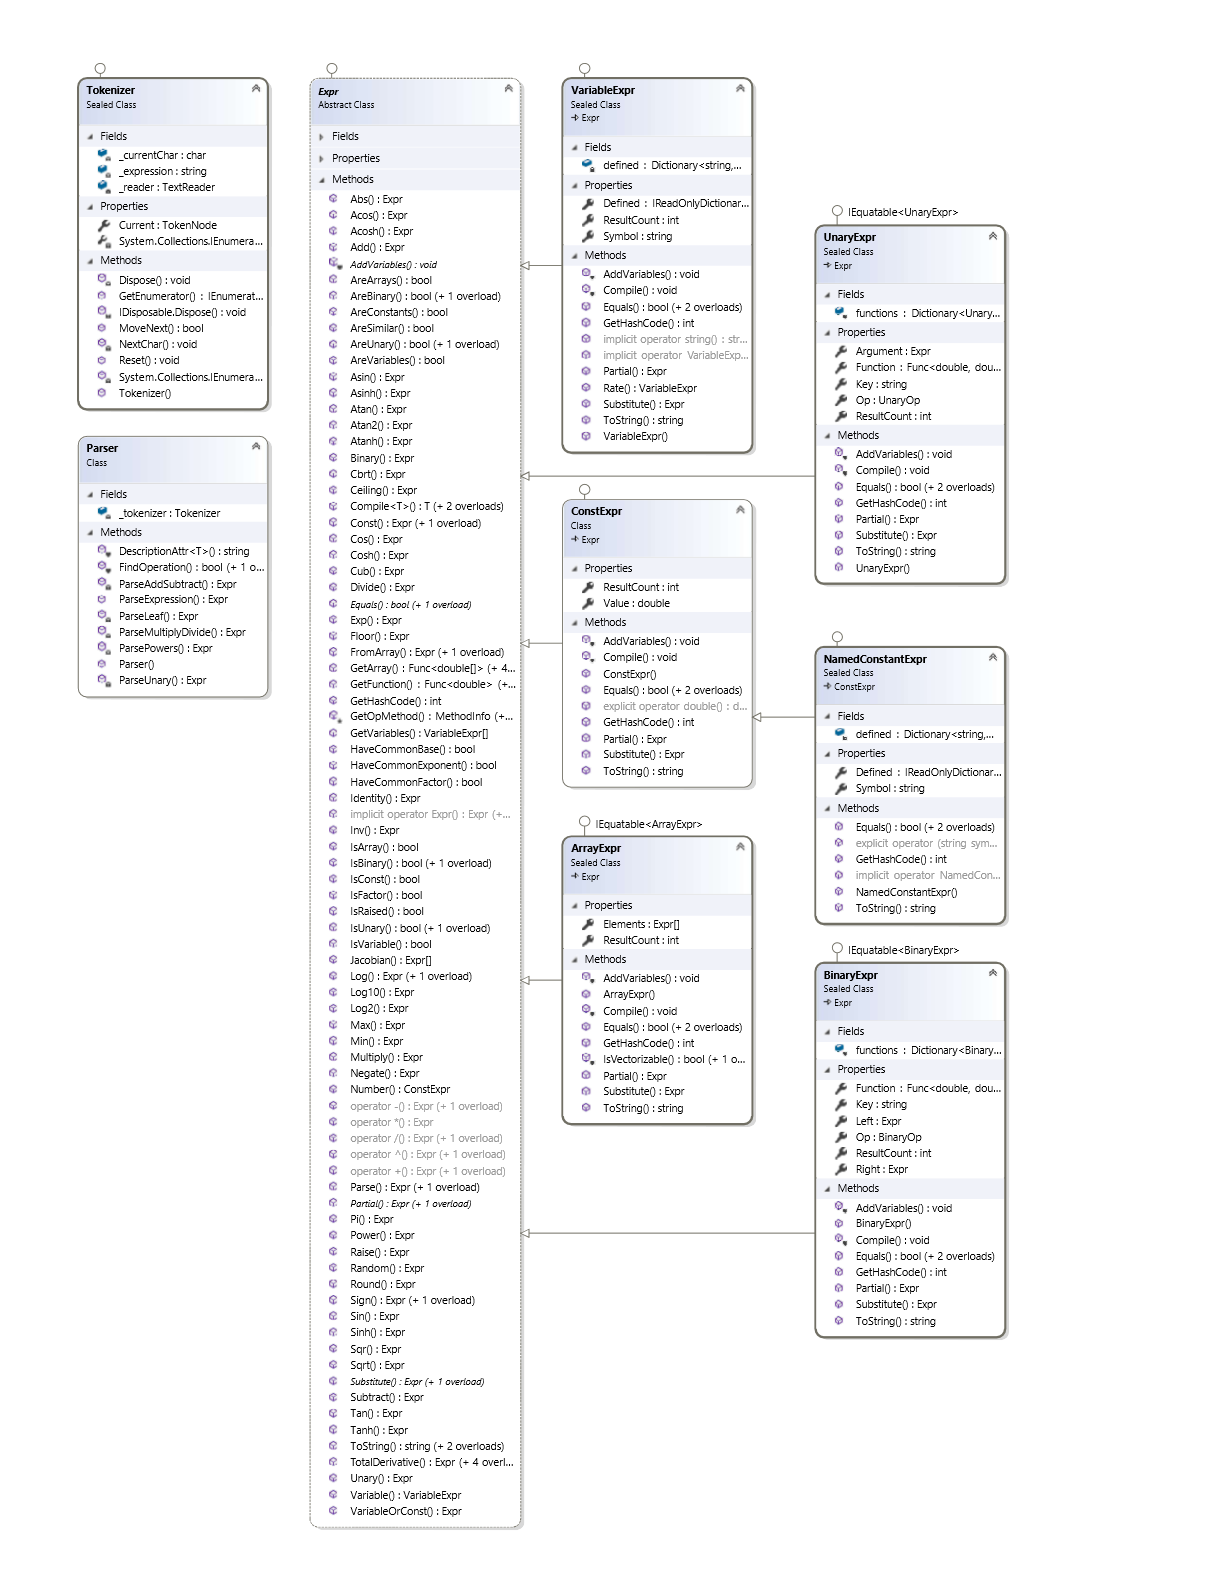 Tokenizer
Sealed Class
Fields
_currentChar : char
_expression : string
_reader : TextReader
Properties
Current : TokenNode
System.Collections.IEnumera...
Methods
Dispose() : void
GetEnumerator() : IEnumerat...
IDisposable.Dispose() : void
MoveNext() : bool
NextChar() : void
Reset() : void
System.Collections.IEnumera...
Tokenizer()
Parser
Class
Fields
_tokenizer : Tokenizer
Methods
DescriptionAttr<T>() : string
FindOperation() : bool (+ 1 o...
ParseAddSubtract() : Expr
ParseExpression() : Expr
ParseLeaf() : Expr
ParseMultiplyDivide() : Expr
ParsePowers() : Expr
Parser()
ParseUnary() : Expr
Expr
Abstract Class
Fields
Properties
Methods
Abs() : Expr
Acos() : Expr
Acosh() : Expr
Add() : Expr
AddVariables() : void
AreArrays() : bool
AreBinary() : bool (+ 1 overload)
AreConstants() : bool
AreSimilar() : bool
AreUnary() : bool (+ 1 overload)
AreVariables() : bool
Asin() : Expr
Asinh() : Expr
Atan() : Expr
Atan2() : Expr
Atanh() : Expr
Binary() : Expr
Cbrt() : Expr
Ceiling() : Expr
Compile<T>() : T (+ 2 overloads)
Const() : Expr (+ 1 overload)
Cos() : Expr
Cosh() : Expr
Cub() : Expr
Divide() : Expr
Equals() : bool (+ 1 overload)
Exp() : Expr
Floor() : Expr
FromArray() : Expr (+ 1 overload)
GetArray() : Func<double[]> (+ 4...
GetFunction() : Func<double> (+...
GetHashCode() : int
GetOpMethod() : MethodInfo (+...
GetVariables() : VariableExpr[]
HaveCommonBase() : bool
HaveCommonExponent() : bool
HaveCommonFactor() : bool
Identity() : Expr
implicit operator Expr() : Expr (+...
Inv() : Expr
IsArray() : bool
IsBinary() : bool (+ 1 overload)
IsConst() : bool
IsFactor() : bool
IsRaised() : bool
IsUnary() : bool (+ 1 overload)
IsVariable() : bool
Jacobian() : Expr[]
Log() : Expr (+ 1 overload)
Log10() : Expr
Log2() : Expr
Max() : Expr
Min() : Expr
Multiply() : Expr
Negate() : Expr
Number() : ConstExpr
operator -() : Expr (+ 1 overload)
operator *() : Expr
operator /() : Expr (+ 1 overload)
operator ^() : Expr (+ 1 overload)
operator +() : Expr (+ 1 overload)
Parse() : Expr (+ 1 overload)
Partial() : Expr (+ 1 overload)
Pi() : Expr
Power() : Expr
Raise() : Expr
Random() : Expr
Round() : Expr
Sign() : Expr (+ 1 overload)
Sin() : Expr
Sinh() : Expr
Sqr() : Expr
Sqrt() : Expr
Substitute() : Expr (+ 1 overload)
Subtract() : Expr
Tan() : Expr
Tanh() : Expr
ToString() : string (+ 2 overloads)
TotalDerivative() : Expr (+ 4 overl...
Unary() : Expr
Variable() : VariableExpr
VariableOrConst() : Expr
VariableExpr
Sealed Class
Expr
Fields
defined : Dictionary<string,...
Properties
Defined : IReadOnlyDictionar...
ResultCount : int
Symbol : string
Methods
AddVariables() : void
Compile() : void
Equals() : bool (+ 2 overloads)
GetHashCode() : int
implicit operator string() : str...
implicit operator VariableExp...
Partial() : Expr
Rate() : VariableExpr
Substitute() : Expr
ToString() : string
VariableExpr()
ConstExpr
Class
Expr
Properties
ResultCount : int
Value : double
Methods
AddVariables() : void
Compile() : void
ConstExpr()
Equals() : bool (+ 2 overloads)
explicit operator double() : d...
GetHashCode() : int
Partial() : Expr
Substitute() : Expr
ToString() : string
IEquatable<ArrayExpr>
ArrayExpr
Sealed Class
Expr
Properties
Elements : Expr[]
ResultCount : int
Methods
AddVariables() : void
ArrayExpr()
Compile() : void
Equals() : bool (+ 2 overloads)
GetHashCode() : int
IsVectorizable() : bool (+ 1 o...
Partial() : Expr
Substitute() : Expr
ToString() : string
IEquatable<UnaryExpr>
UnaryExpr
Sealed Class
Expr
Fields
functions : Dictionary<Unary...
Properties
Argument : Expr
Function : Func<double, dou...
Key : string
Op : UnaryOp
ResultCount : int
Methods
AddVariables() : void
Compile() : void
Equals() : bool (+ 2 overloads)
GetHashCode() : int
Partial() : Expr
Substitute() : Expr
ToString() : string
UnaryExpr()
NamedConstantExpr
Sealed Class
ConstExpr
Fields
defined : Dictionary<string,...
Properties
Defined : IReadOnlyDictionar...
Symbol : string
Methods
Equals() : bool (+ 2 overloads)
explicit operator (string sym...
GetHashCode() : int
implicit operator NamedCon...
NamedConstantExpr()
ToString() : string
IEquatable<BinaryExpr>
BinaryExpr
Sealed Class
Expr
Fields
functions : Dictionary<Binary...
Properties
Function : Func<double, dou...
Key : string
Left : Expr
Op : BinaryOp
ResultCount : int
Right : Expr
Methods
AddVariables() : void
BinaryExpr()
Compile() : void
Equals() : bool (+ 2 overloads)
GetHashCode() : int
Partial() : Expr
Substitute() : Expr
ToString() : string